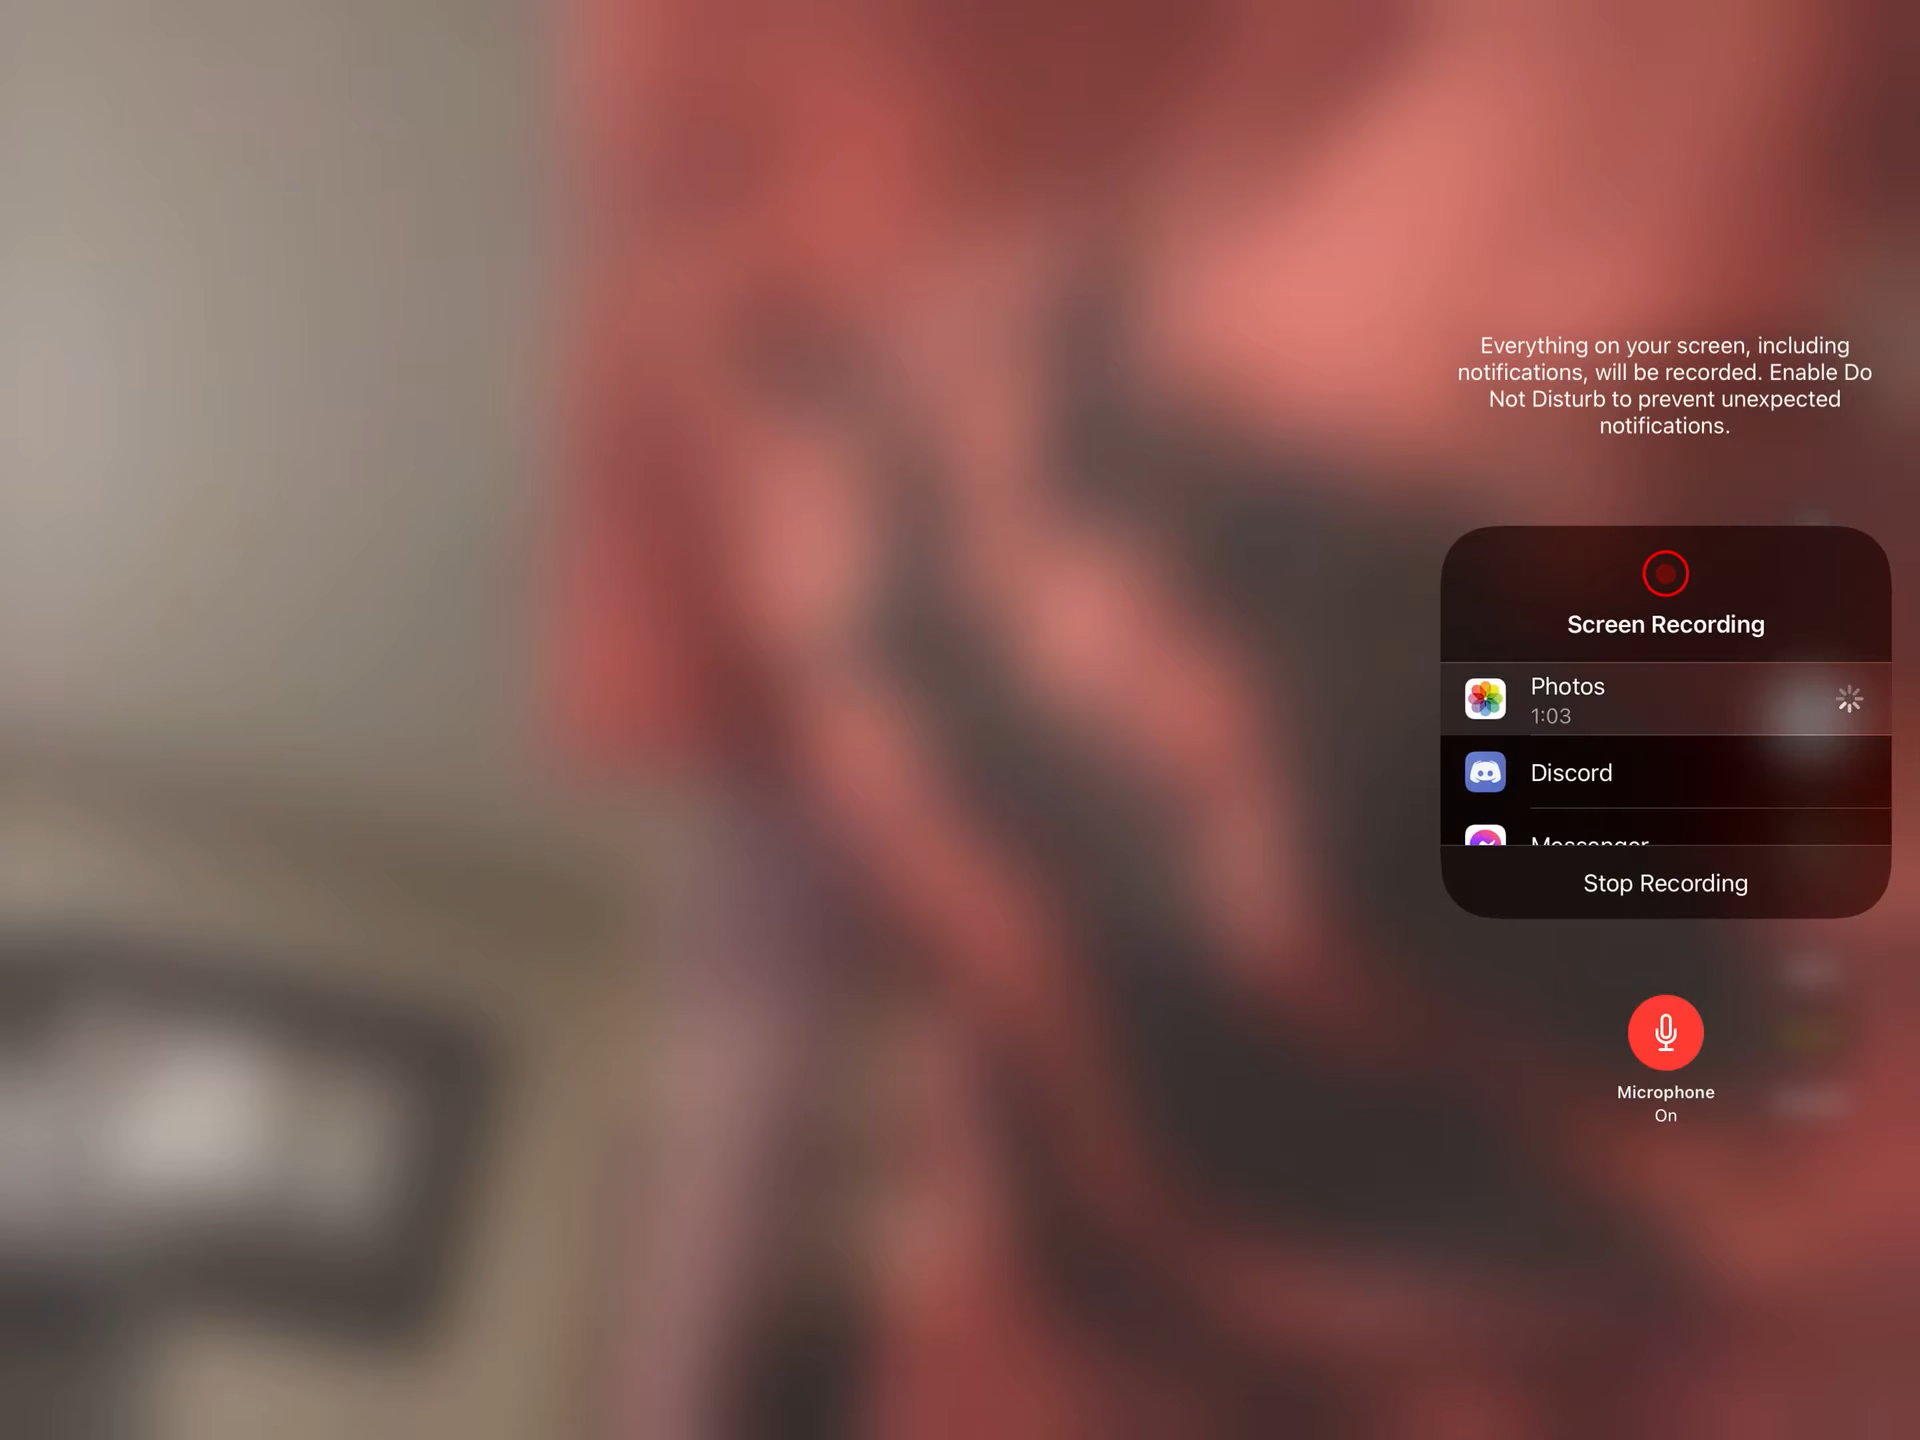 Everything on your screen, including
notifications, will be recorded. Enable Do
Not Disturb to prevent unexpected
notifications.
Screen Recording
Photos
1:03
Discord
Messenger
Stop Recording
Microphone
On